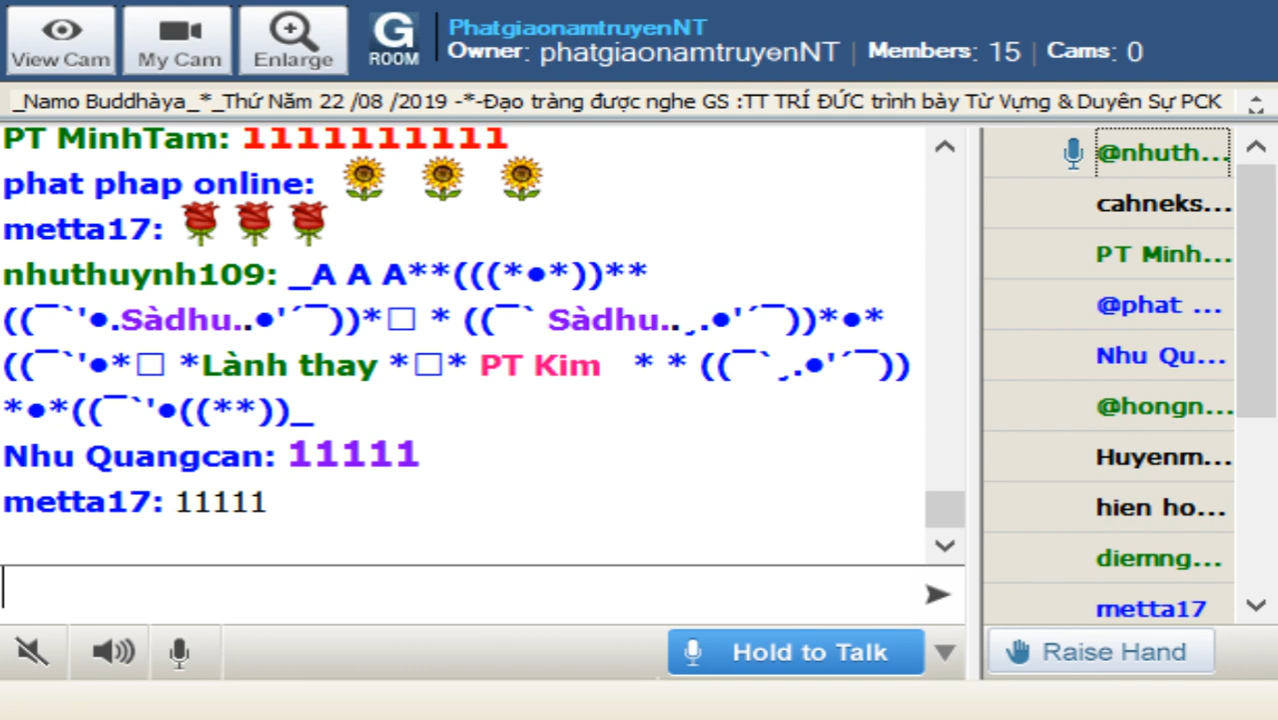 View Cam
My Cam
Enlarge
G
ROOM
PhatgiaonamtruyenNT
Owner: phatgiaonamtruyenNT | Members: 15 | Cams: 0
_Namo Buddhàya_*_Thứ Năm 22 /08 /2019 -*-Đạo tràng được nghe GS :TT TRÍ ĐỨC trình bày Từ Vựng & Duyên Sự PCK
PT MinhTam: 1111111111
phat phap online:
metta17:
nhuthuynh109: _A A A**(((*●*))**
((¯`'●.Sàdhu..●'´¯))*□ * ((¯` Sàdhu..¸.●'´¯))*●*
((¯`'●*□ *Lành thay *□* PT Kim * * ((¯`¸.●'´¯))
*●*((¯`'●((**))_
Nhu Quangcan: 11111
metta17: 11111
@nhuth...
cahneks...
PT Minh...
@phat ...
Nhu Qu...
@hongn...
Huyenm...
hien ho...
diemng...
metta17
Hold to Talk
Raise Hand